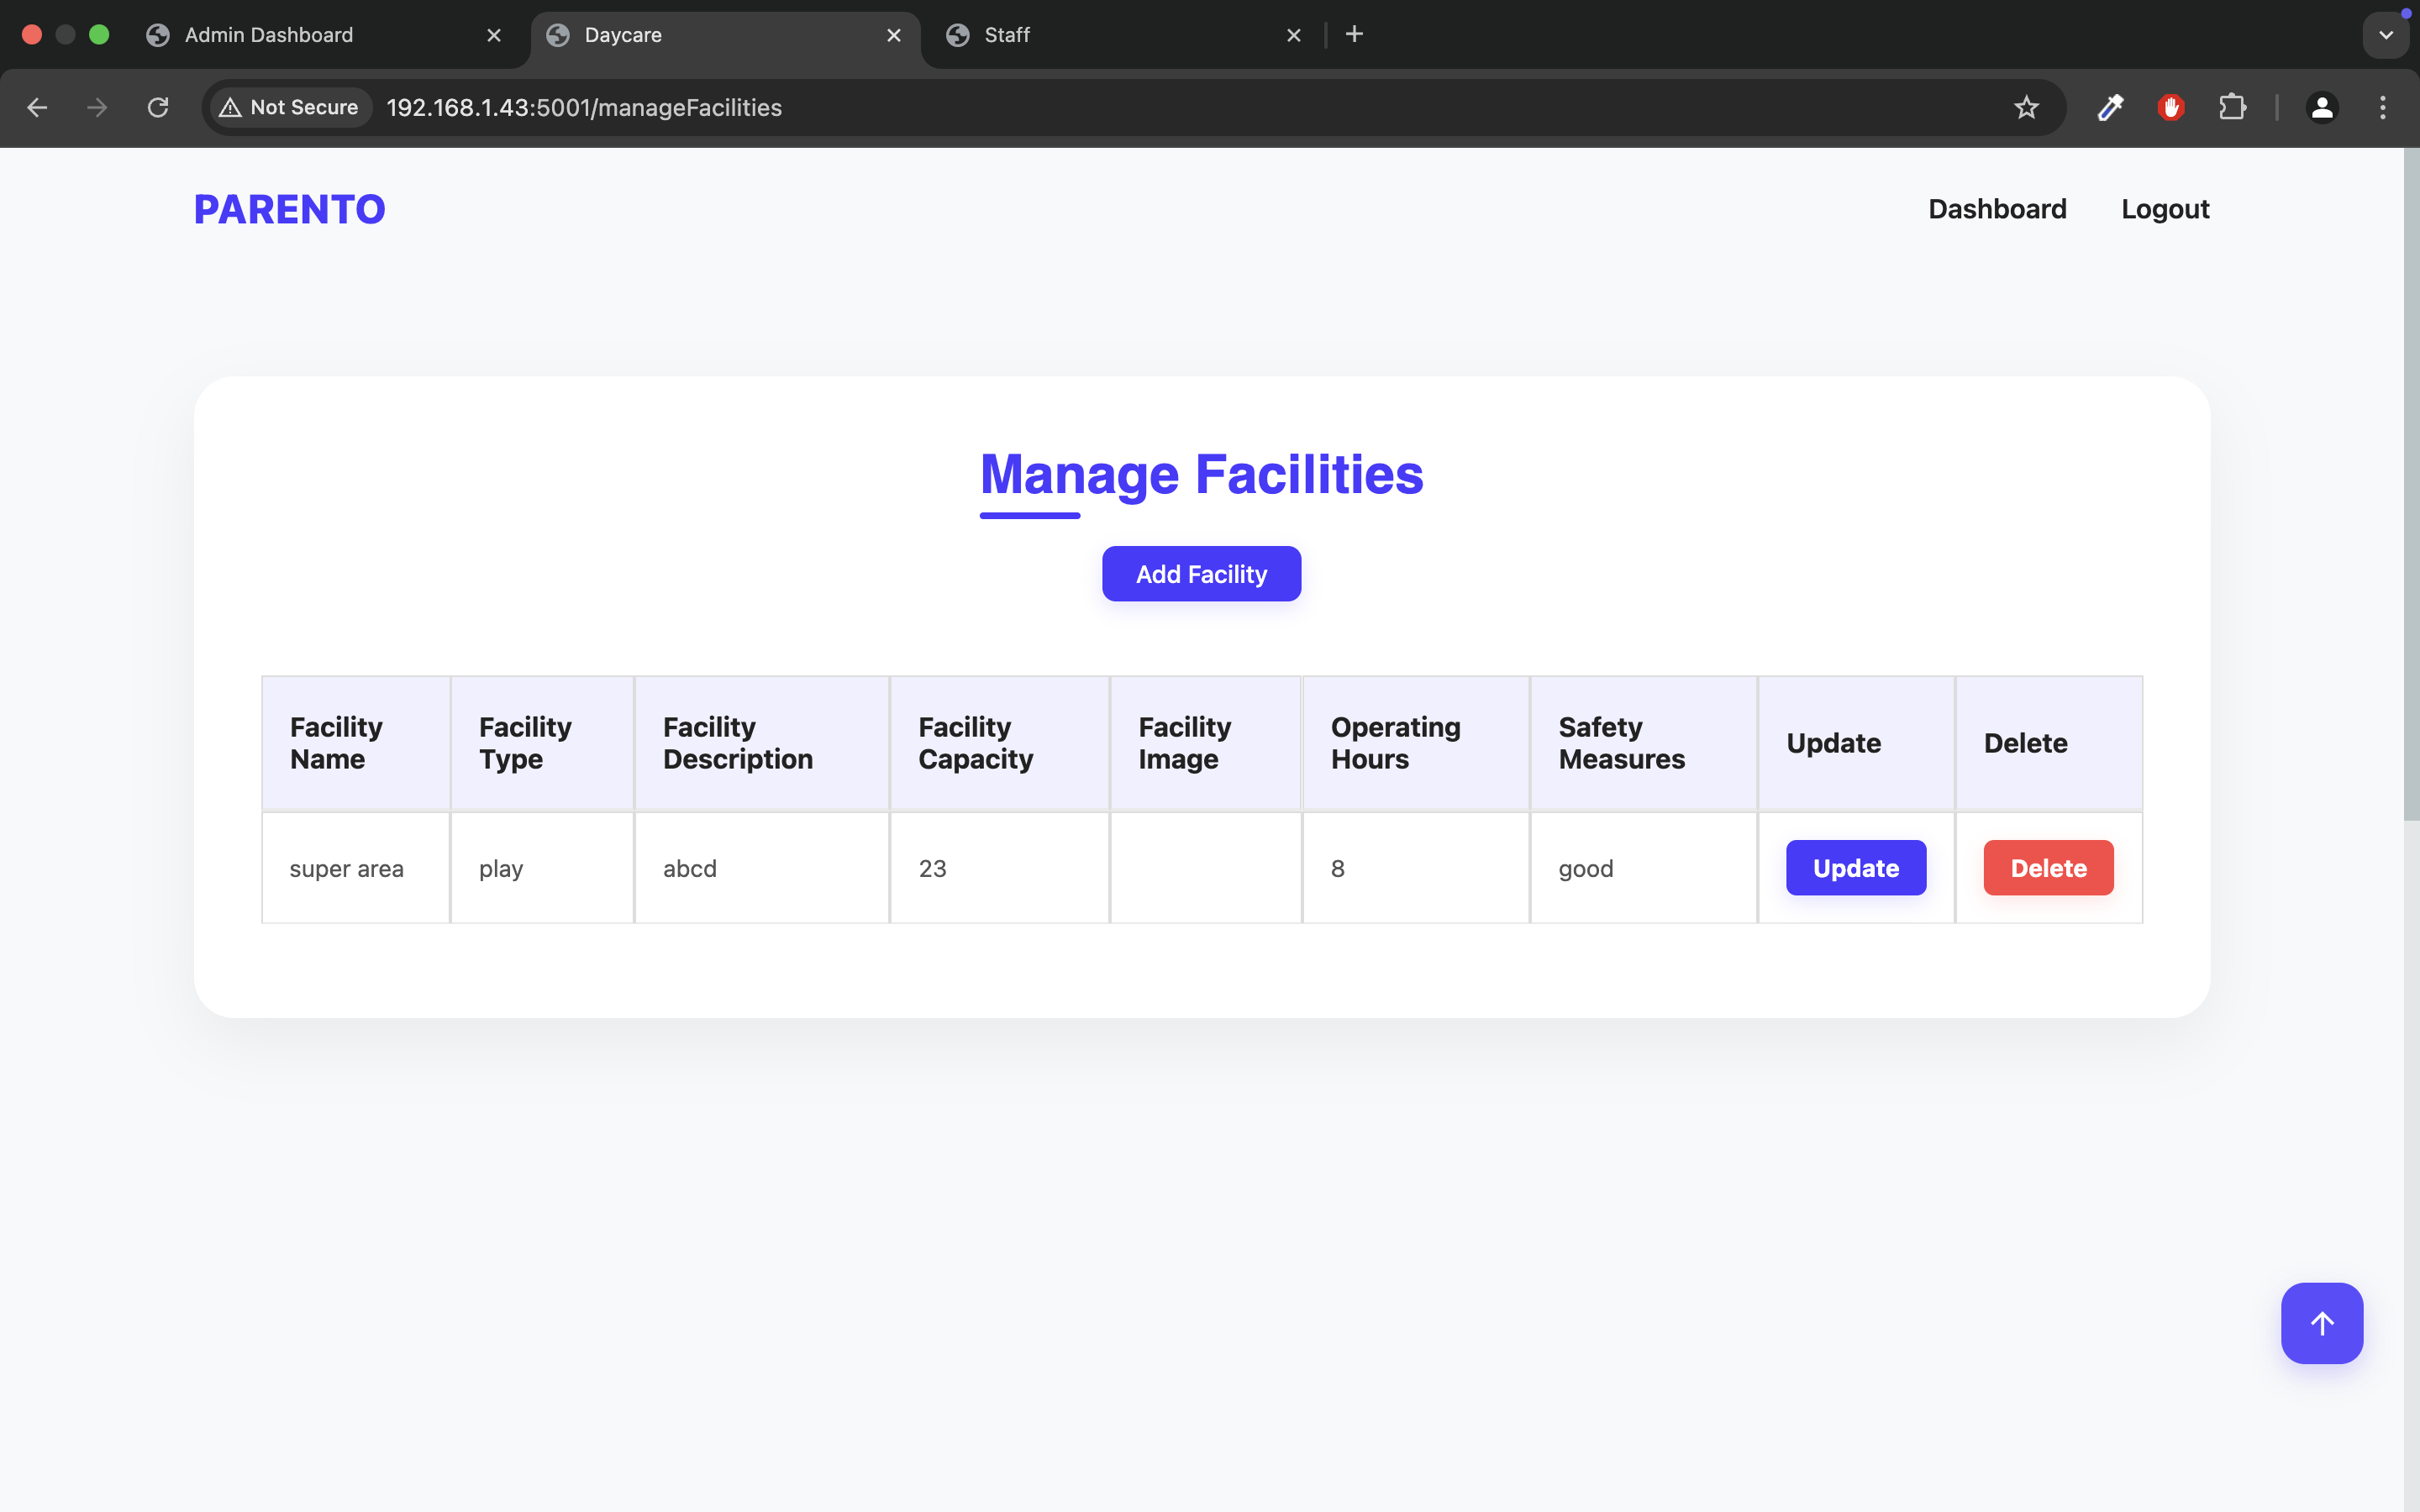 Admin Dashboard
Daycare
Staff
Not Secure
192.168.1.43:5001/manageFacilities
PARENTO
Dashboard
Logout
Manage Facilities
Add Facility
Facility Name
Facility Type
Facility Description
Facility Capacity
Facility Image
Operating Hours
Safety Measures
Update
Delete
super area
play
abcd
23
8
good
Update
Delete